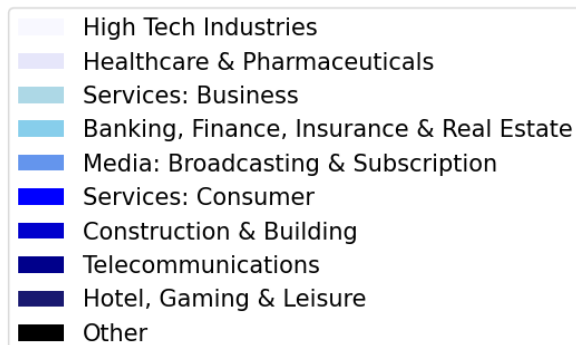 High Tech Industries
Healthcare & Pharmaceuticals
Services: Business
Banking, Finance, Insurance & Real Estate
Media: Broadcasting & Subscription
Services: Consumer
Construction & Building
Telecommunications
Hotel, Gaming & Leisure
Other